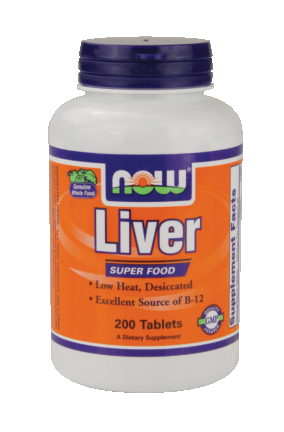 Genuine
Whole Food
NOW
Liver
SUPER FOOD
• Low Heat, Desiccated
• Excellent Source of B-12
200 Tablets
A Dietary Supplement
Supplement Facts
GMP